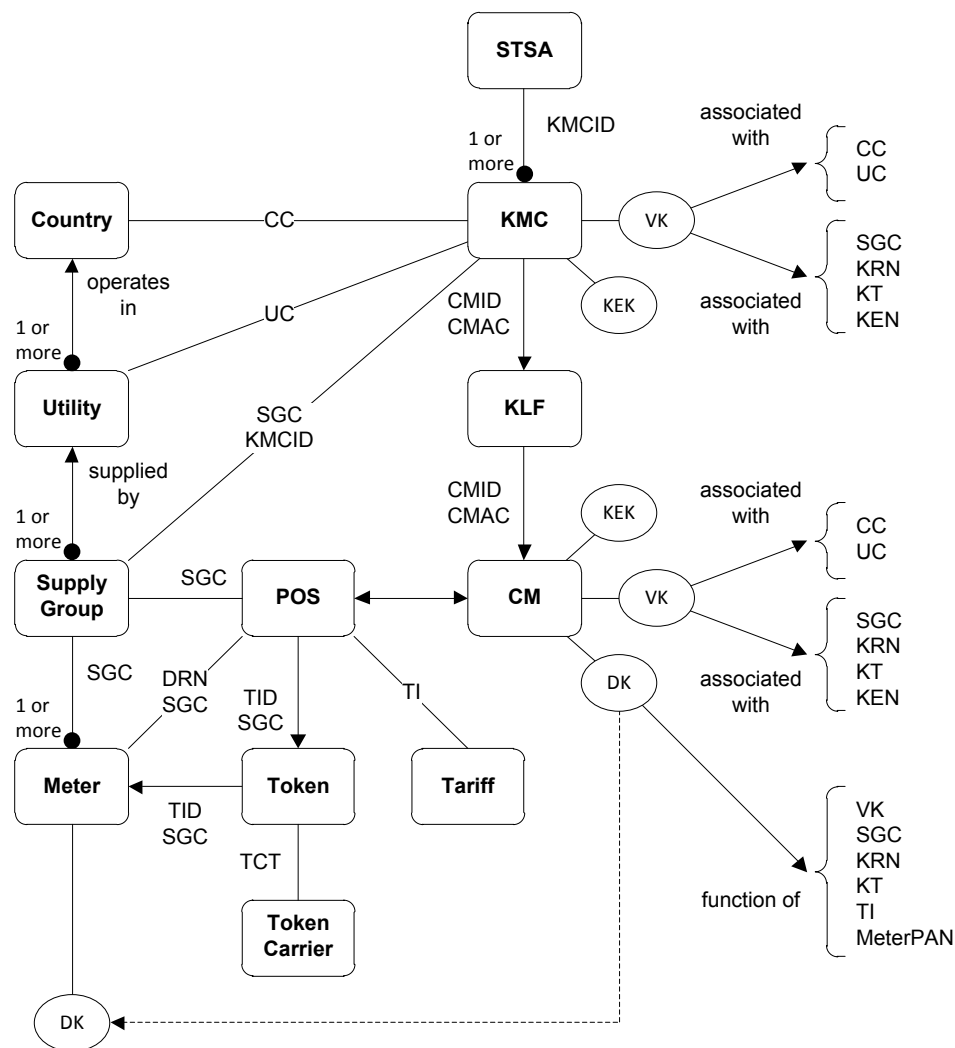 STSA
KMCID
1 or
more
associated
with
CC
UC
Country
CC
KMC
VK
SGC
KRN
KT
KEN
operates
in
UC
CMID
CMAC
KEK
associated
with
1 or
more
Utility
SGC
KMCID
KLF
supplied
by
CMID
CMAC
KEK
associated
with
CC
UC
1 or
more
Supply
Group
SGC
POS
CM
VK
SGC
KRN
KT
KEN
SGC
DRN
SGC
TID
SGC
TI
DK
associated
with
1 or
more
Meter
Token
Tariff
TID
SGC
TCT
VK
SGC
KRN
KT
TI
MeterPAN
function of
Token
Carrier
DK